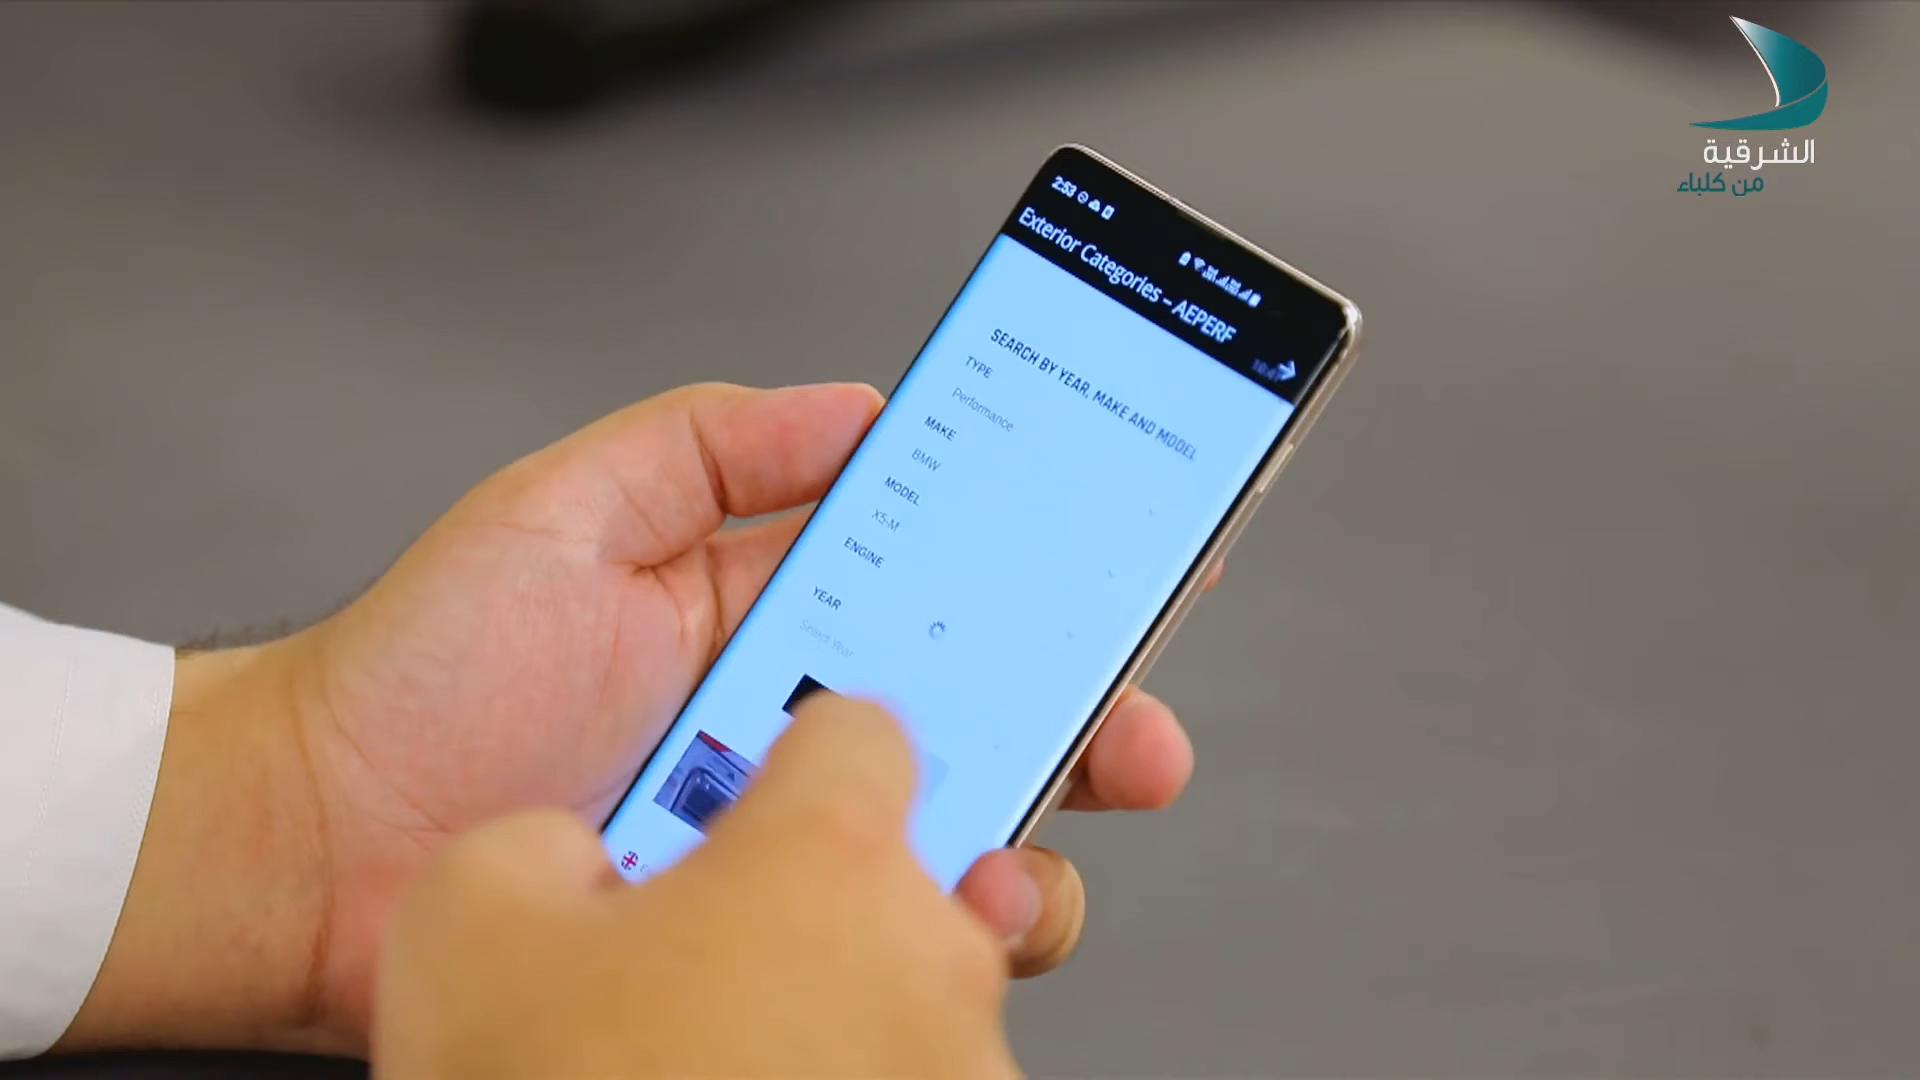 الشرقية
من كلباء
2:53
Exterior Categories – AEPERF
SEARCH BY YEAR, MAKE AND MODEL
TYPE
Performance
MAKE
BMW
MODEL
X5-M
ENGINE
YEAR
Select Year